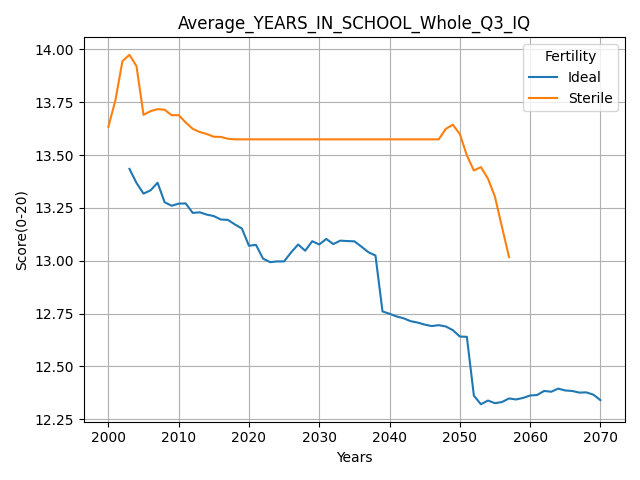 Average_YEARS_IN_SCHOOL_Whole_Q3_IQ
Fertility
Ideal
Sterile
Score(0-20)
14.00
13.75
13.50
13.25
13.00
12.75
12.50
12.25
2000 2010 2020 2030 2040 2050 2060 2070
Years